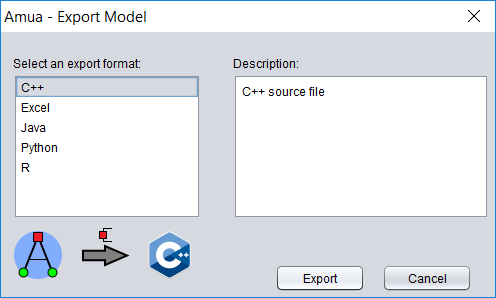 Amua - Export Model
Select an export format:
C++
Excel
Java
Python
R
Description:
C++ source file
C++
Export
Cancel